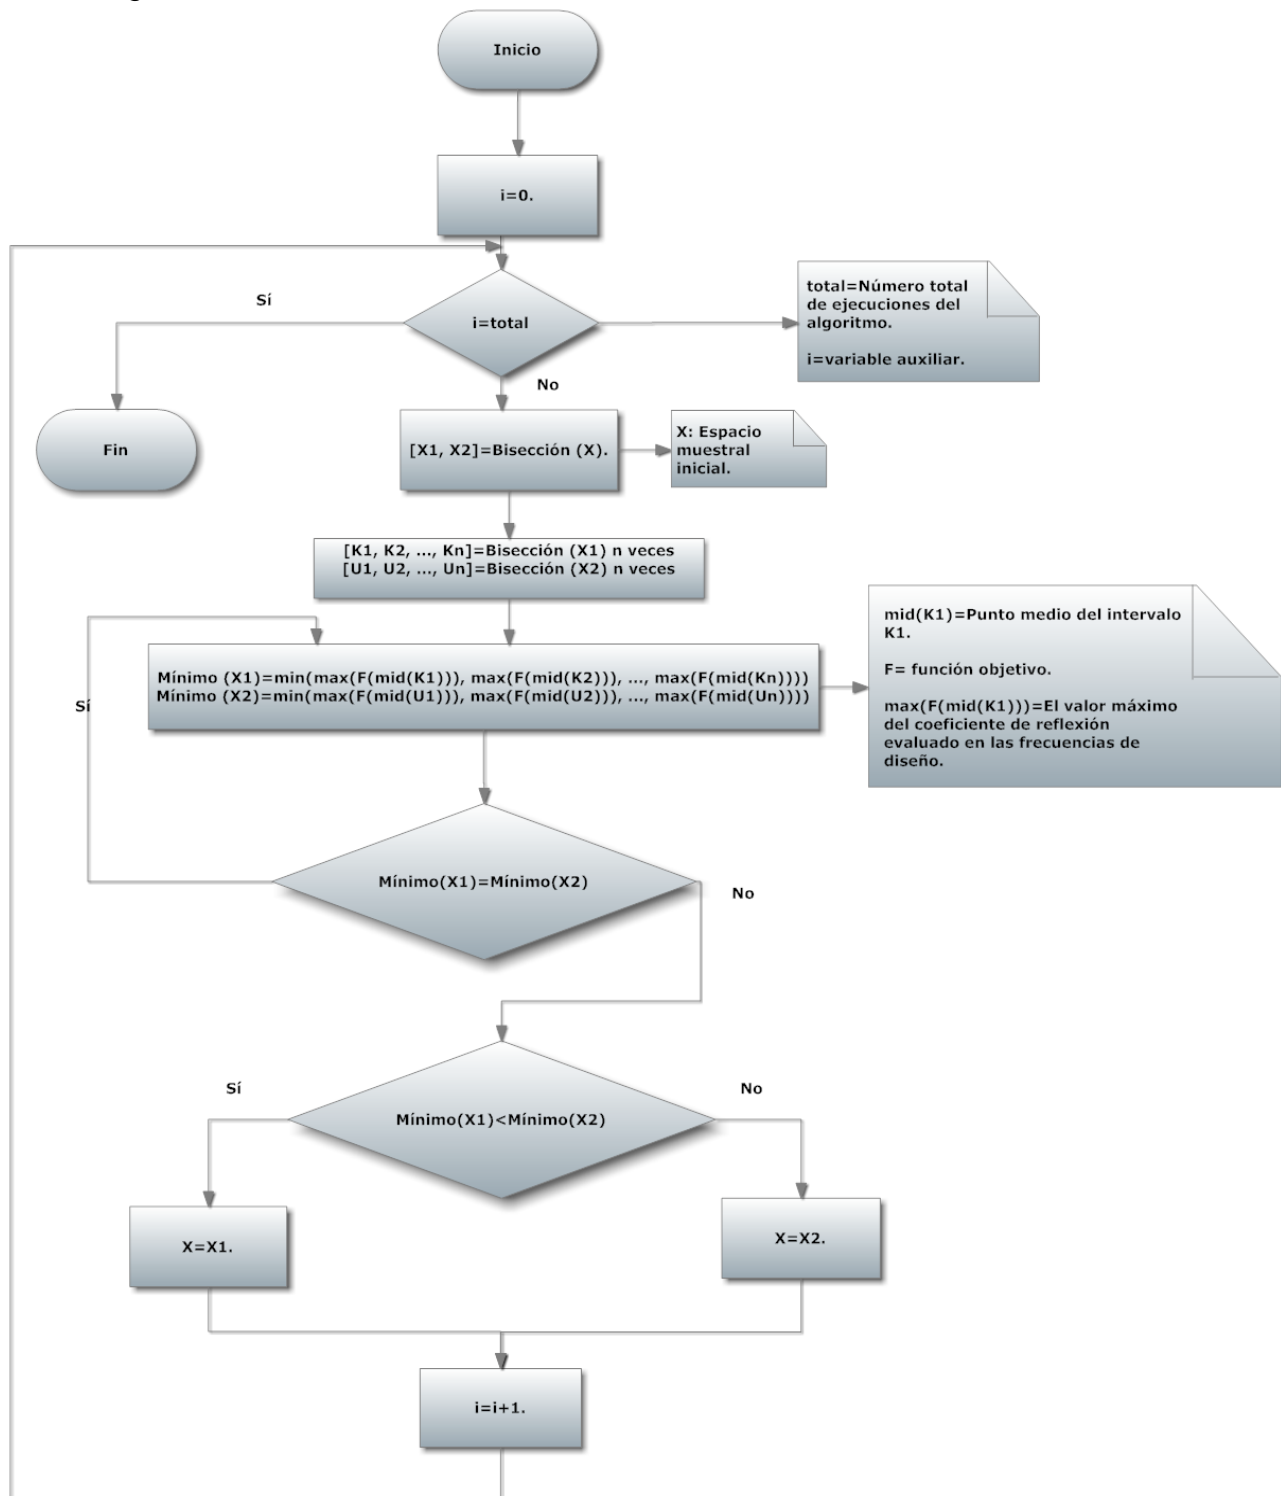 Inicio
i=0.
Sí
i=total
total=Número total
de ejecuciones del
algoritmo.
i=variable auxiliar.
No
Fin
[X1, X2]=Bisección (X).
X: Espacio
muestral
inicial.
[K1, K2, ..., Kn]=Bisección (X1) n veces
[U1, U2, ..., Un]=Bisección (X2) n veces
mid(K1)=Punto medio del intervalo
K1.
F= función objetivo.
max(F(mid(K1)))=El valor máximo
del coeficiente de reflexión
evaluado en las frecuencias de
diseño.
Mínimo (X1)=min(max(F(mid(K1))), max(F(mid(K2))), ..., max(F(mid(Kn))))
Mínimo (X2)=min(max(F(mid(U1))), max(F(mid(U2))), ..., max(F(mid(Un))))
Sí
Mínimo(X1)=Mínimo(X2)
No
Sí
Mínimo(X1)<Mínimo(X2)
No
X=X1.
X=X2.
i=i+1.